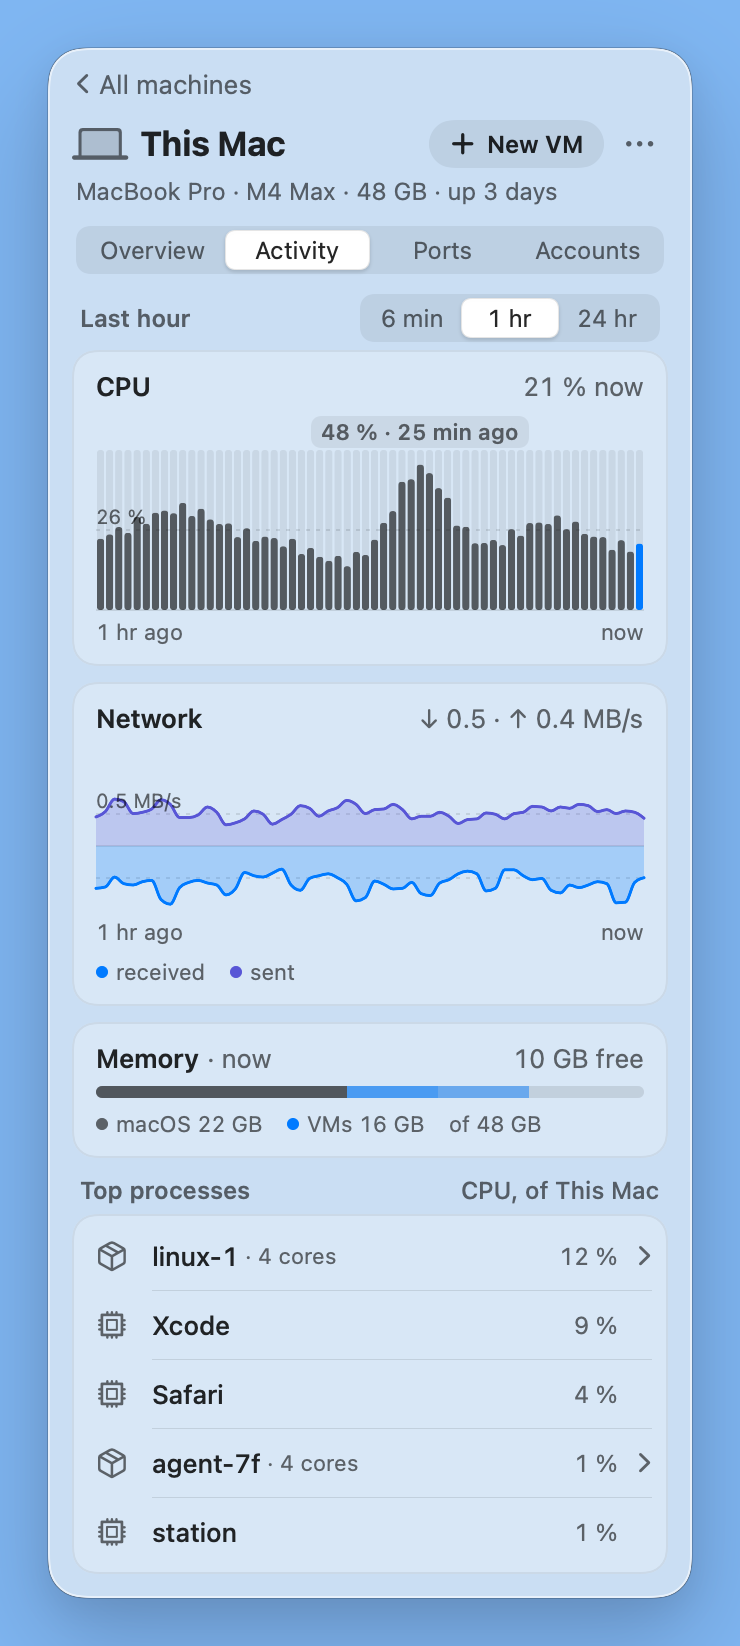 All machines
This Mac
New VM
MacBook Pro · M4 Max · 48 GB · up 3 days
Overview Activity Ports Accounts
Last hour 6 min 1 hr 24 hr
CPU 21 % now
48 % · 25 min ago
26 %
1 hr ago now
Network ↓ 0.5 · ↑ 0.4 MB/s
0.5 MB/s
1 hr ago now
received sent
Memory · now 10 GB free
macOS 22 GB VMs 16 GB of 48 GB
Top processes CPU, of This Mac
linux-1 · 4 cores 12 %
Xcode 9 %
Safari 4 %
agent-7f · 4 cores 1 %
station 1 %